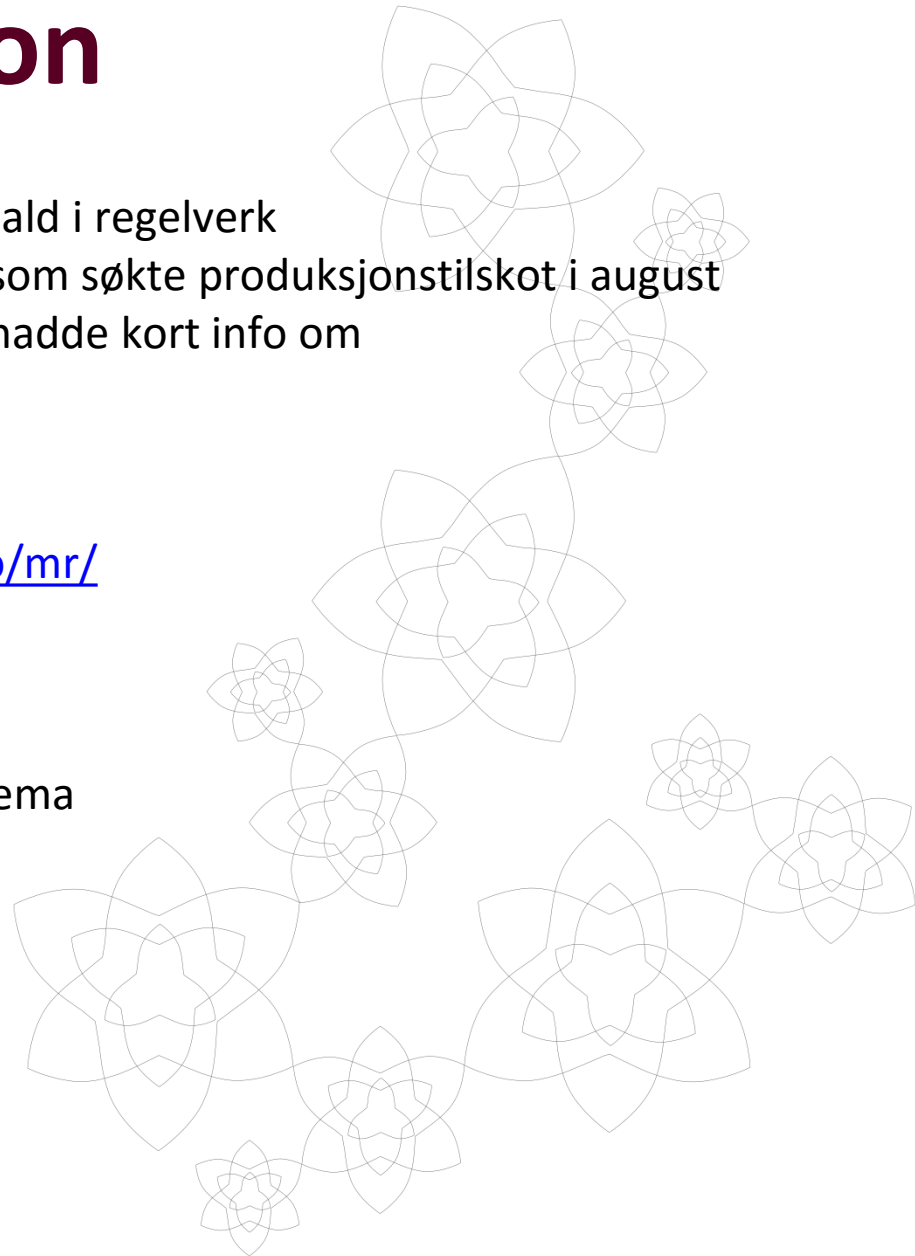 on
ald i regelverk
som søkte produksjonstilskot i august
hadde kort info om
o/mr/
ema